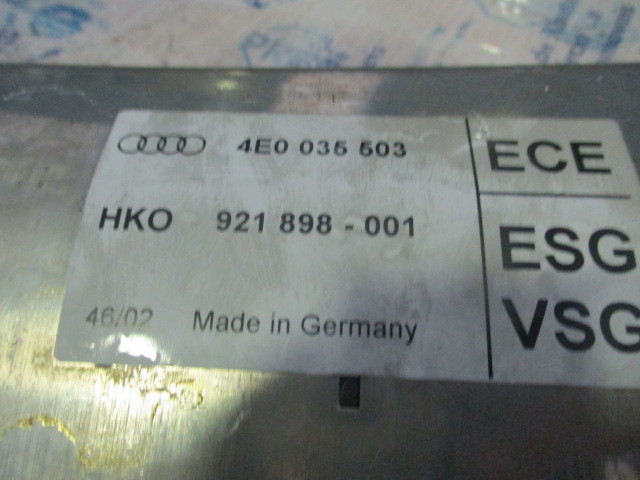 4E0 035 503
ECE
HKO 921 898 - 001
ESG
VSG
46/02 Made in Germany